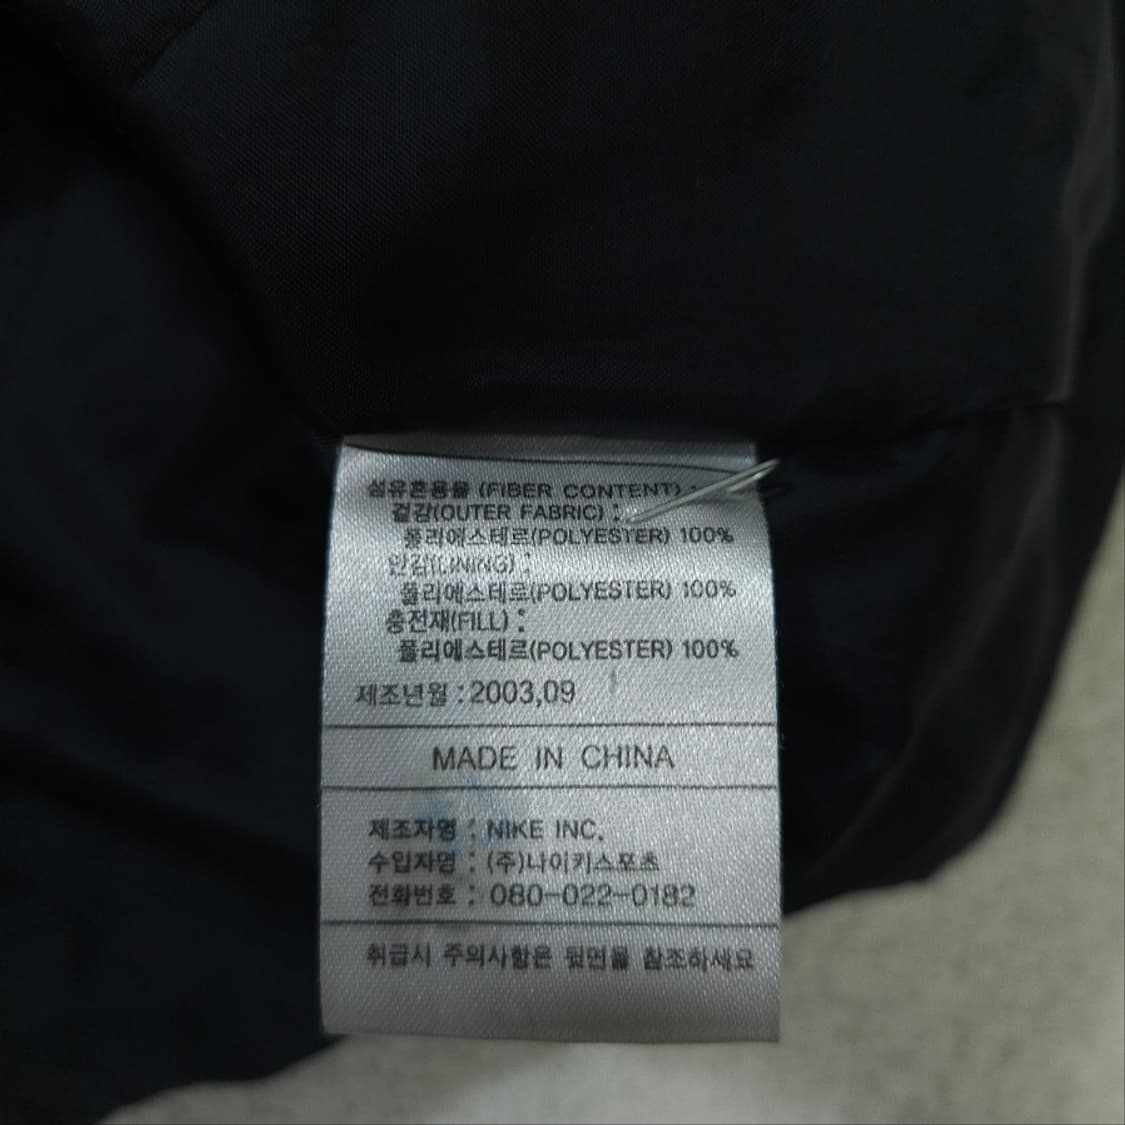 섬유혼용율 (FIBER CONTENT) :
겉감(OUTER FABRIC) :
폴리에스테르(POLYESTER) 100%
안감(LINING) :
폴리에스테르(POLYESTER) 100%
충전재(FILL) :
폴리에스테르(POLYESTER) 100%
제조년월 : 2003,09
MADE IN CHINA
제조자명 : NIKE INC.
수입자명 : (주)나이키스포츠
전화번호 : 080-022-0182
취급시 주의사항은 뒷면을 참조하세요